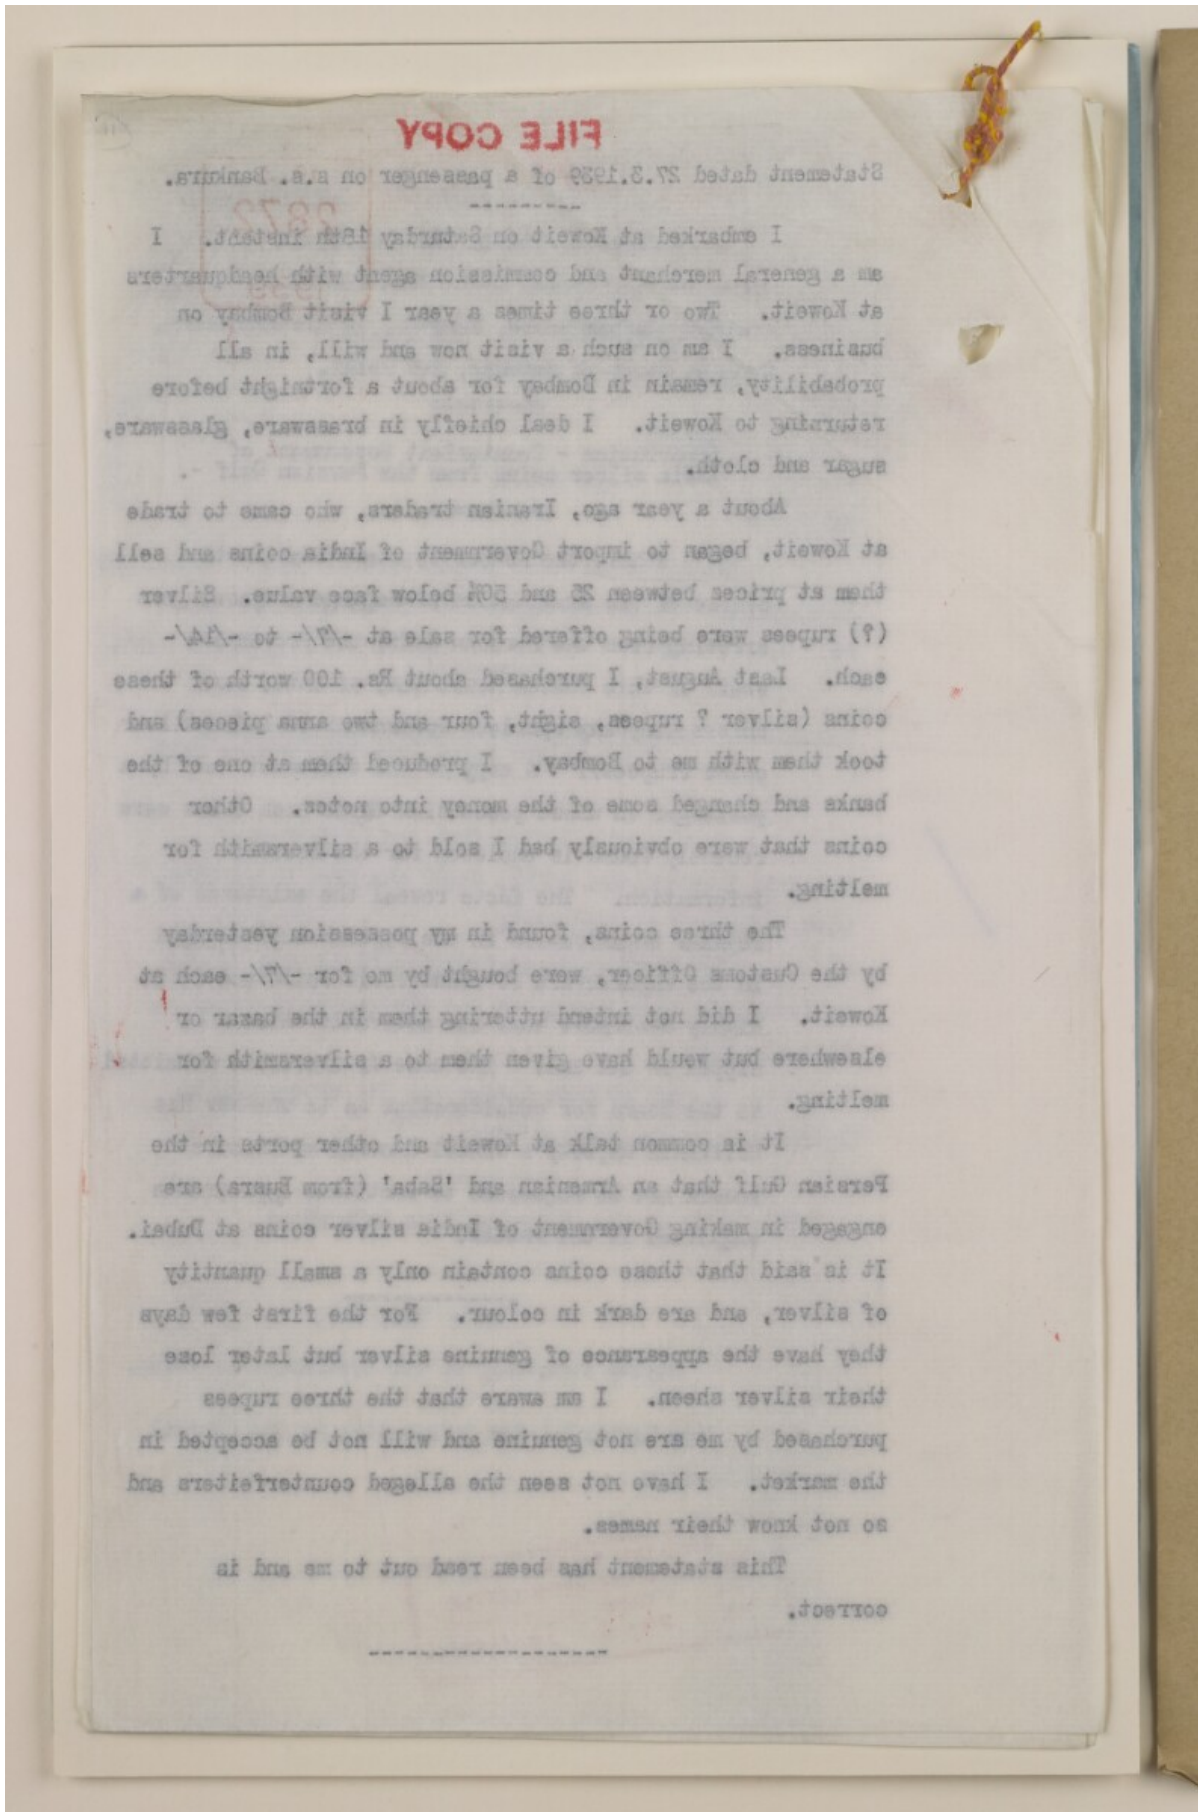 FILE COPY
Statement dated 27.3.1939 of a passenger on s.s. Bankura.
2872
I embarked at Koweit on Saturday 18th instant. I
am a general merchant and commission agent with headquarters
at Koweit. Two or three times a year I visit Bombay on
business. I am on such a visit now and will, in all
probability, remain in Bombay for about a fortnight before
returning to Koweit. I deal chiefly in brassware, glassware,
sugar and cloth.
About a year ago, Iranian traders, who came to trade
at Koweit, began to import Government of India coins and sell
them at prices between 25 and 50% below face value. Silver
(?) rupees were being offered for sale at -/7/- to -/14/-
each. Last August, I purchased about Rs. 100 worth of these
coins (silver ? rupees, eight, four and two anna pieces) and
took them with me to Bombay. I produced them at one of the
banks and changed some of the money into notes. Other
coins that were obviously bad I sold to a silversmith for
melting.
The three coins, found in my possession yesterday
by the Customs Officer, were bought by me for -/7/- each at
Koweit. I did not intend uttering them in the bazar or
elsewhere but would have given them to a silversmith for
melting.
It is common talk at Koweit and other ports in the
Persian Gulf that an Armenian and 'Saba' (from Busra) are
engaged in making Government of India silver coins at Dubai.
It is said that these coins contain only a small quantity
of silver, and are dark in colour. For the first few days
they have the appearance of genuine silver but later lose
their silver sheen. I am aware that the three rupees
purchased by me are not genuine and will not be accepted in
the market. I have not seen the alleged counterfeiters and
so not know their names.
This statement has been read out to me and is
correct.